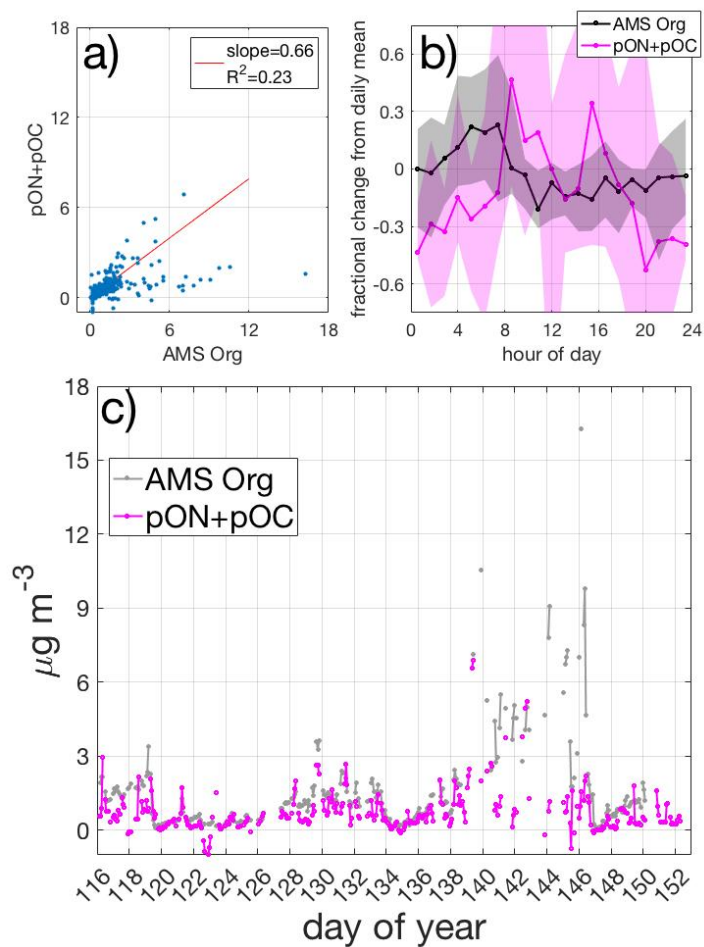 a)
slope=0.66
R²=0.23
18
12
6
0
pON+pOC
0 6 12 18
AMS Org
b)
AMS Org
pON+pOC
0.6
0.3
0
-0.3
-0.6
fractional change from daily mean
0 4 8 12 16 20 24
hour of day
c)
AMS Org
pON+pOC
18
15
12
9
6
3
0
μg m⁻³
116 118 120 122 124 126 128 130 132 134 136 138 140 142 144 146 148 150 152
day of year